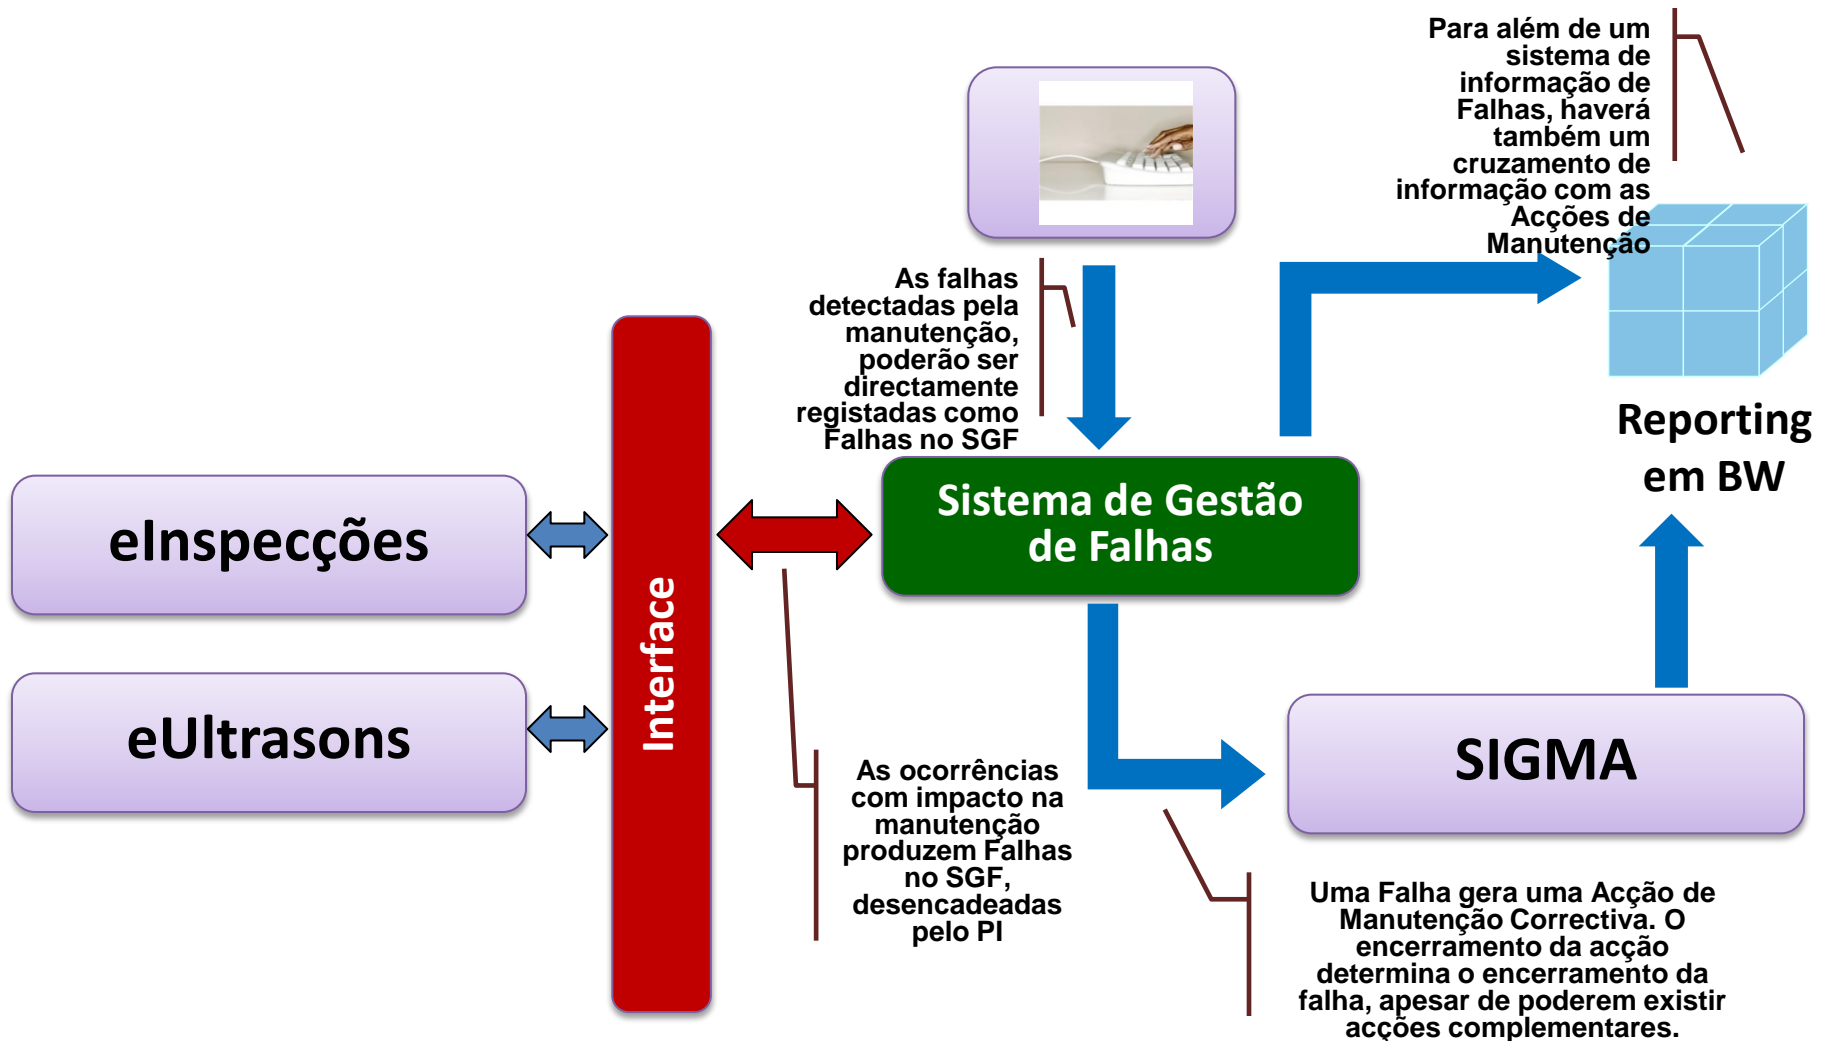 Para além de um
sistema de
informação de
Falhas, haverá
também um
cruzamento de
informação com as
Acções de
Manutenção
As falhas
detectadas pela
manutenção,
poderão ser
directamente
registadas como
Falhas no SGF
Reporting
em BW
Sistema de Gestão
de Falhas
eInspecções
Interface
eUltrasons
SIGMA
As ocorrências
com impacto na
manutenção
produzem Falhas
no SGF,
desencadeadas
pelo PI
Uma Falha gera uma Acção de
Manutenção Correctiva. O
encerramento da acção
determina o encerramento da
falha, apesar de poderem existir
acções complementares.